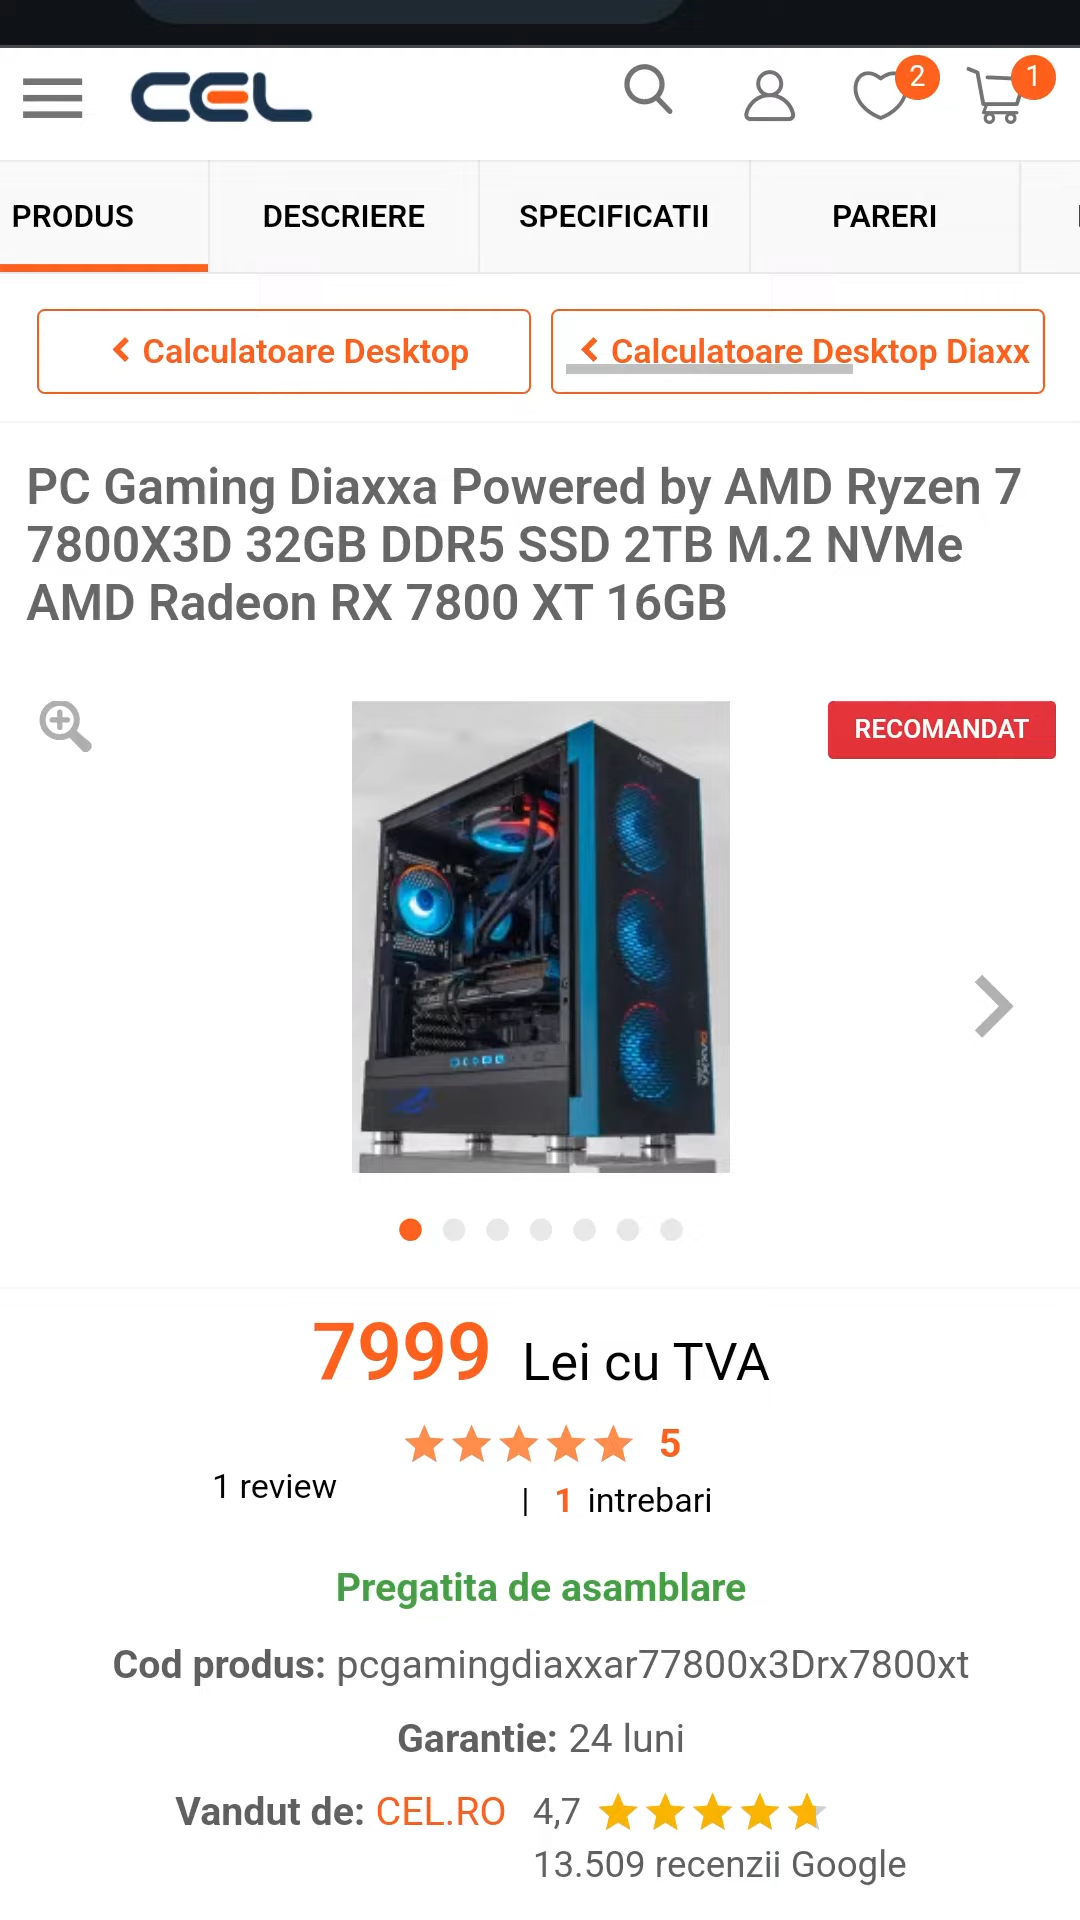 CEL
2
1
PRODUS
DESCRIERE
SPECIFICATII
PARERI
Calculatoare Desktop
Calculatoare Desktop Diaxx
PC Gaming Diaxxa Powered by AMD Ryzen 7
7800X3D 32GB DDR5 SSD 2TB M.2 NVMe
AMD Radeon RX 7800 XT 16GB
RECOMANDAT
DIAXXA
7999 Lei cu TVA
5
1 review
| 1 intrebari
Pregatita de asamblare
Cod produs: pcgamingdiaxxar77800x3Drx7800xt
Garantie: 24 luni
Vandut de: CEL.RO 4,7
13.509 recenzii Google